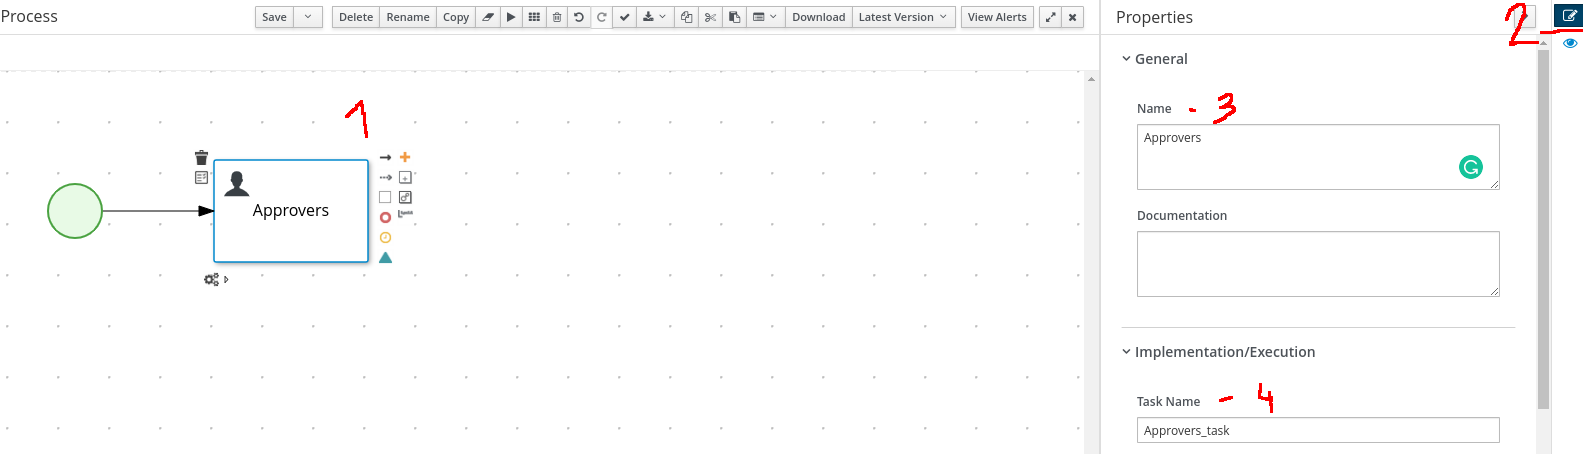 Process
Save
Delete
Rename
Copy
Download
Latest Version
View Alerts
Properties
2
General
1
Name - 3
Approvers
Approvers
Documentation
Implementation/Execution
Task Name - 4
Approvers_task